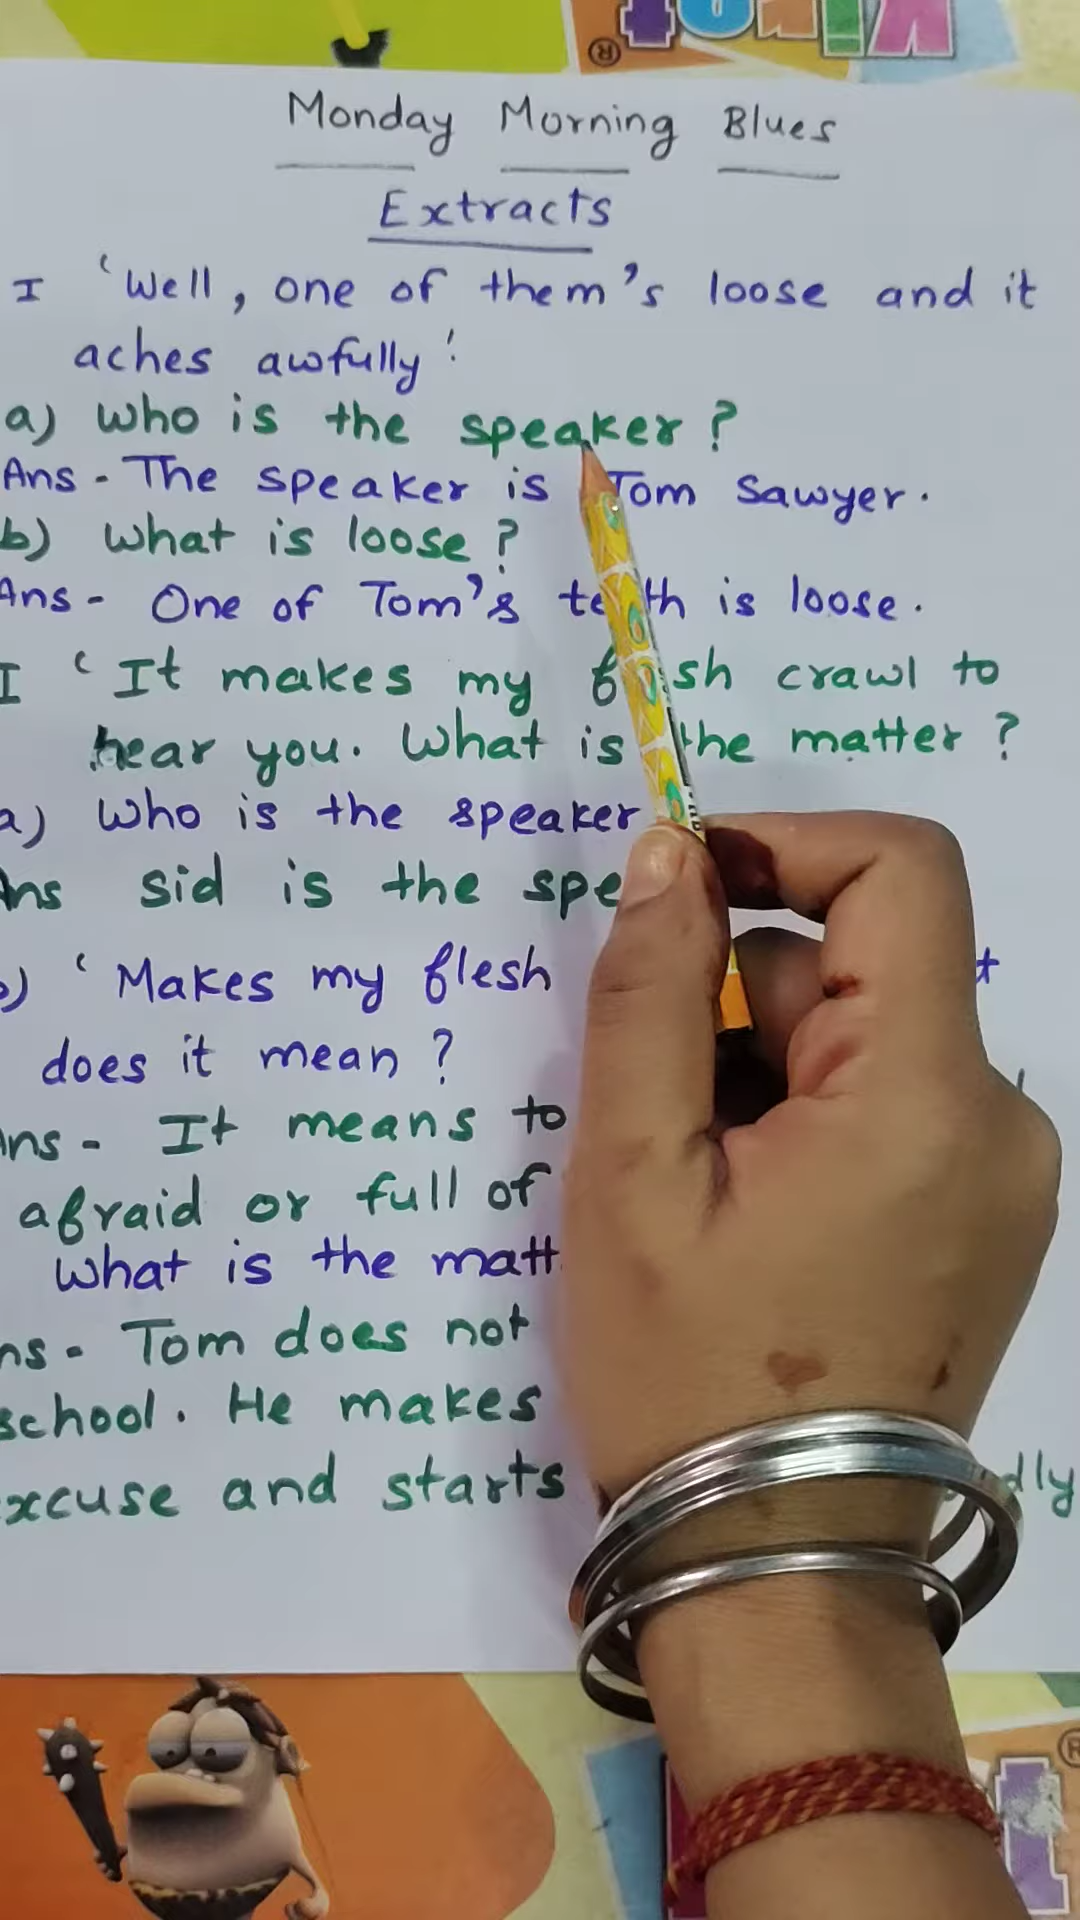 Monday Morning Blues
Extracts
I 'Well, one of them's loose and it
aches awfully'
a) Who is the speaker?
Ans - The speaker is Tom Sawyer.
b) What is loose?
Ans - One of Tom's teeth is loose.
I 'It makes my flesh crawl to
hear you. What is the matter?
a) Who is the speaker
Ans Sid is the spe
b) 'Makes my flesh
does it mean?
Ans - It means to
afraid or full of
What is the matt
ns - Tom does not
school. He makes
xcuse and starts dly